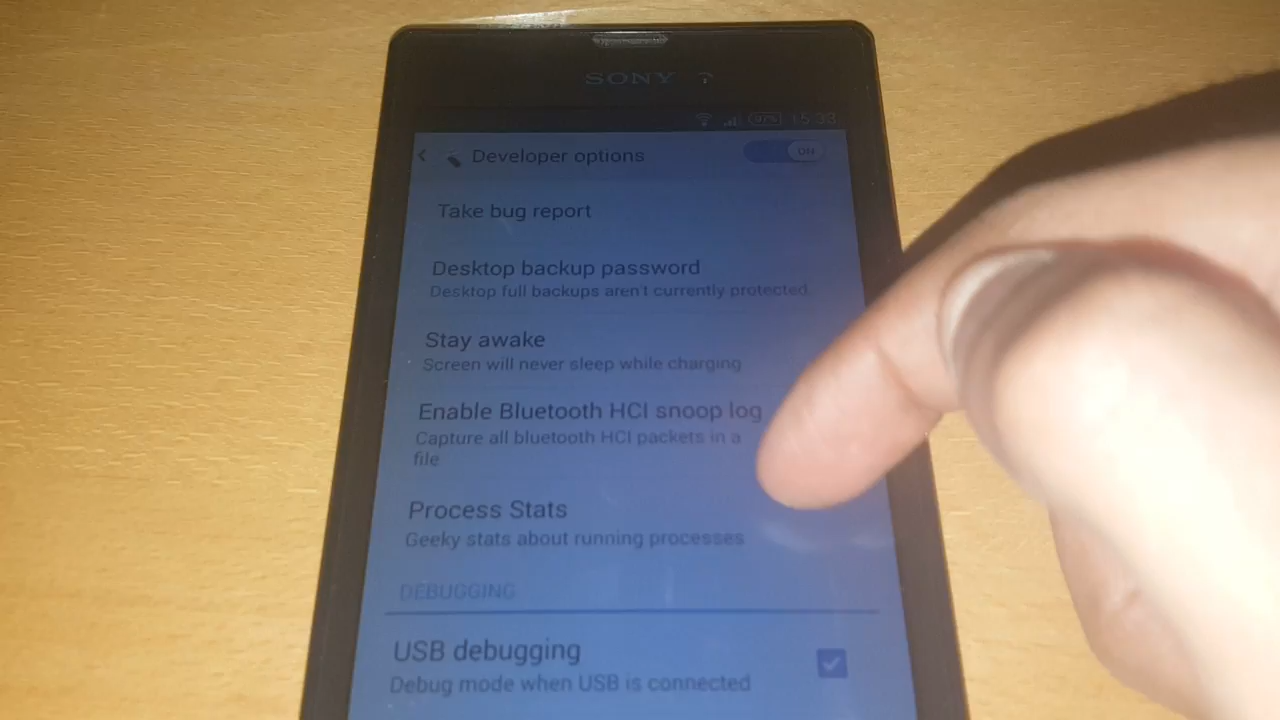 SONY
15:38
Developer options
ON
Take bug report
Desktop backup password
Desktop full backups aren't currently protected.
Stay awake
Screen will never sleep while charging
Enable Bluetooth HCI snoop log
Capture all bluetooth HCI packets in a
file
Process Stats
Geeky stats about running processes
DEBUGGING
USB debugging
Debug mode when USB is connected